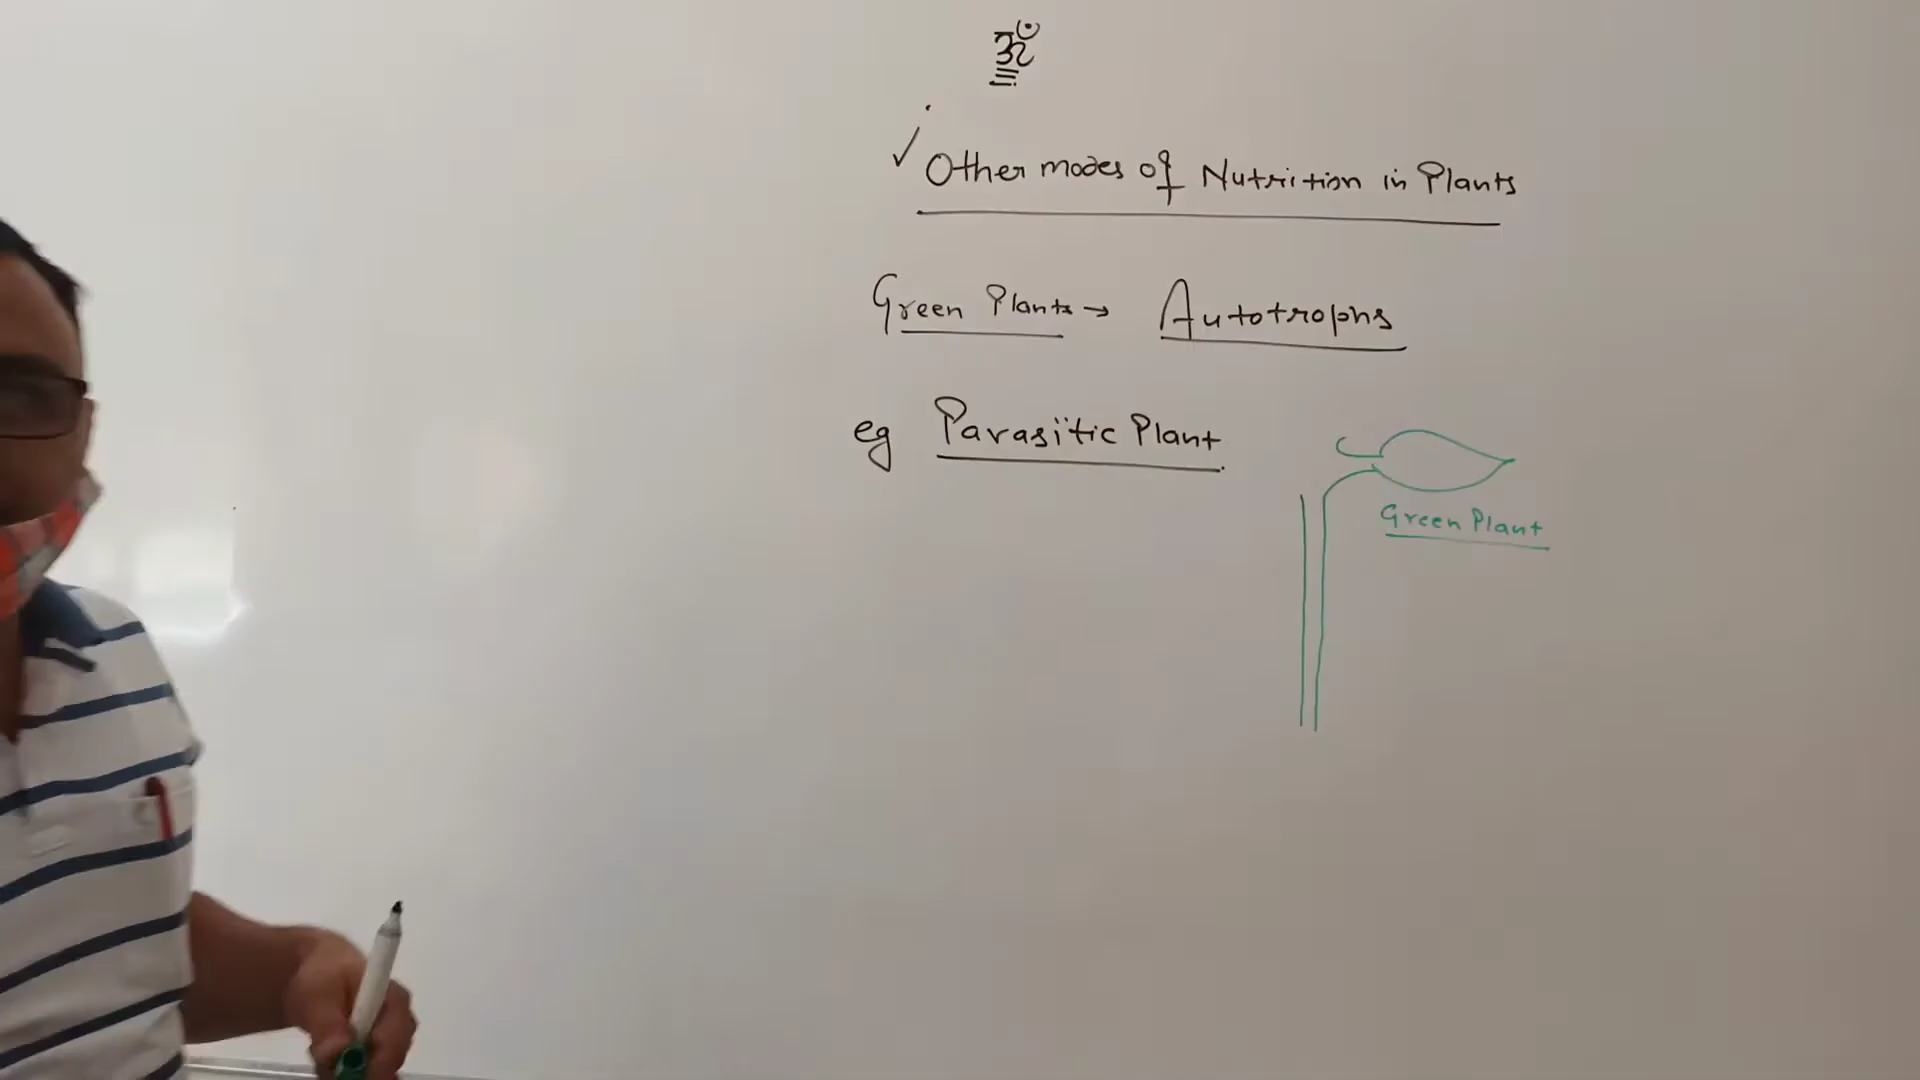 ॐ
Other modes of Nutrition in Plants
Green Plants → Autotrophs
eg Parasitic Plant
Green Plant